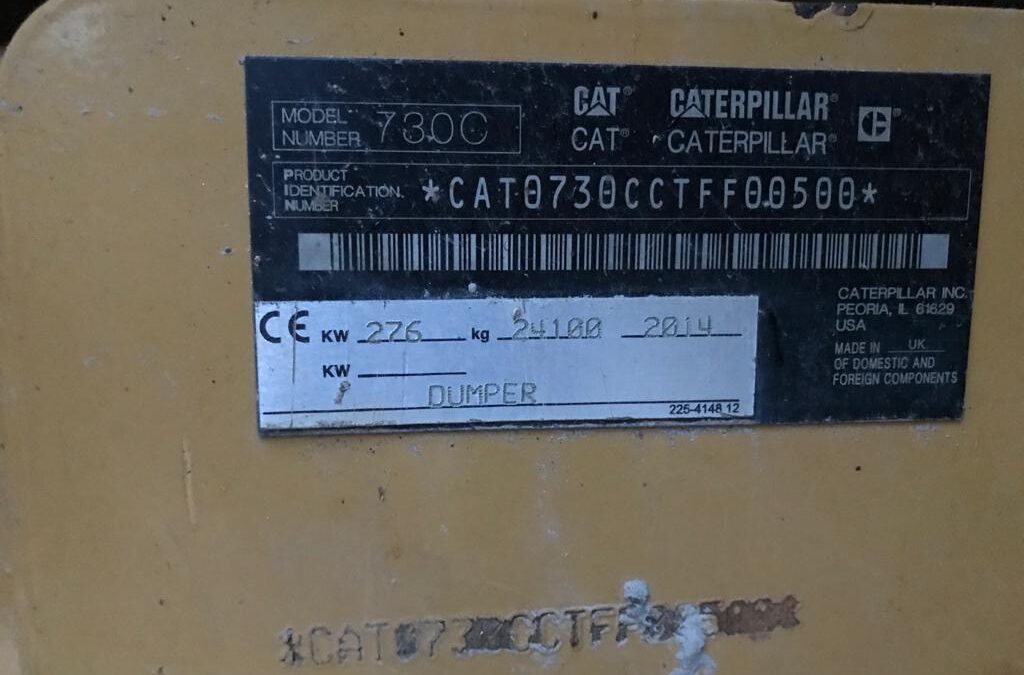 MODEL NUMBER 730C
CAT® CATERPILLAR®
CAT® CATERPILLAR®
PRODUCT IDENTIFICATION NUMBER *CAT0730CCTFF00500*
CATERPILLAR INC.
PEORIA, IL 61629
USA
MADE IN UK
OF DOMESTIC AND
FOREIGN COMPONENTS
CE KW 276 kg 24100 2014
KW
DUMPER
225-4148 12
*CAT0730CCTFF00500*